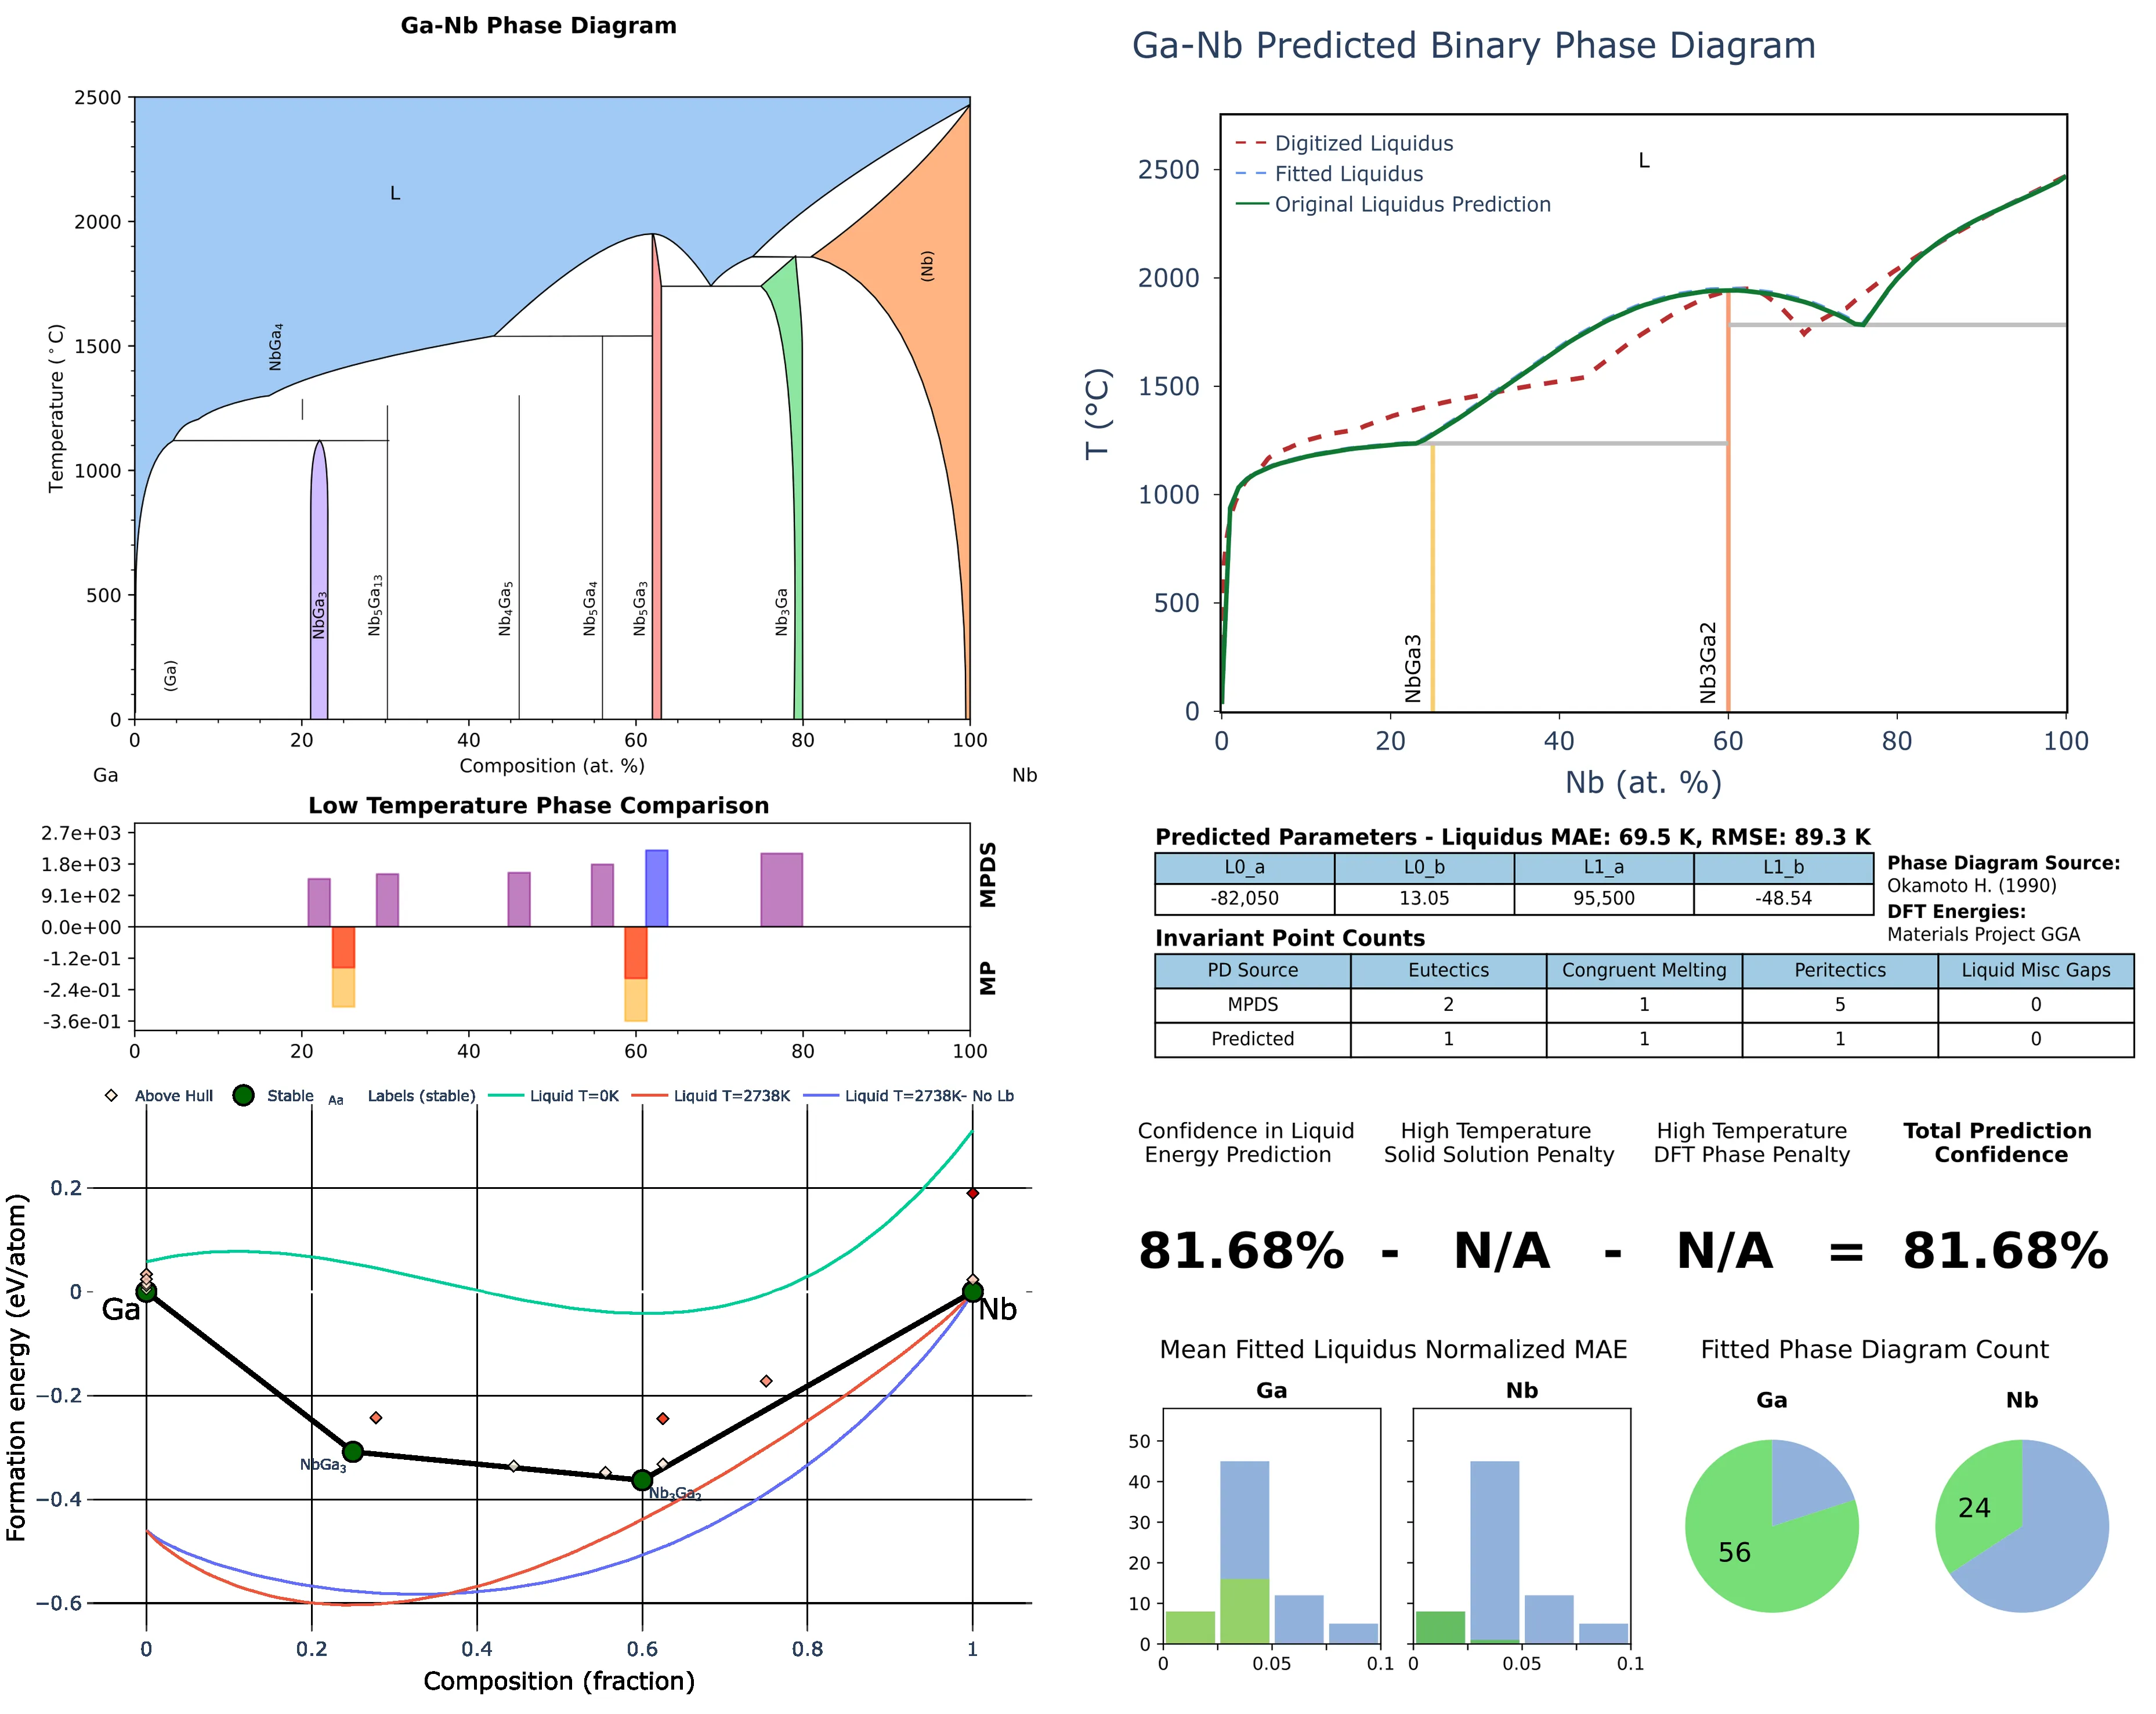 Ga-Nb Phase Diagram
2500
2000
1500
1000
500
0
Temperature (°C)
L
NbGa4
(Ga)
NbGa3
Nb5Ga13
Nb4Ga5
Nb5Ga4
Nb5Ga3
Nb3Ga
(Nb)
0 20 40 60 80 100
Composition (at. %)
Ga Nb
Low Temperature Phase Comparison
2.7e+03
1.8e+03
9.1e+02
0.0e+00
-1.2e-01
-2.4e-01
-3.6e-01
MPDS
MP
0 20 40 60 80 100
Above Hull Stable Aa Labels (stable) Liquid T=0K Liquid T=2738K Liquid T=2738K- No Lb
0.2
0
−0.2
−0.4
−0.6
Formation energy (eV/atom)
Ga
Nb
NbGa3
Nb3Ga2
0 0.2 0.4 0.6 0.8 1
Composition (fraction)
Ga-Nb Predicted Binary Phase Diagram
Digitized Liquidus
Fitted Liquidus
Original Liquidus Prediction
L
2500
2000
1500
1000
500
0
T (°C)
NbGa3
Nb3Ga2
0 20 40 60 80 100
Nb (at. %)
Predicted Parameters - Liquidus MAE: 69.5 K, RMSE: 89.3 K
L0_a L0_b L1_a L1_b
-82,050 13.05 95,500 -48.54
Phase Diagram Source:
Okamoto H. (1990)
DFT Energies:
Materials Project GGA
Invariant Point Counts
PD Source Eutectics Congruent Melting Peritectics Liquid Misc Gaps
MPDS 2 1 5 0
Predicted 1 1 1 0
Confidence in Liquid
Energy Prediction
High Temperature
Solid Solution Penalty
High Temperature
DFT Phase Penalty
Total Prediction
Confidence
81.68% - N/A - N/A = 81.68%
Mean Fitted Liquidus Normalized MAE
Ga
Nb
50
40
30
20
10
0
0 0.05 0.1
0 0.05 0.1
Fitted Phase Diagram Count
Ga
Nb
56
24